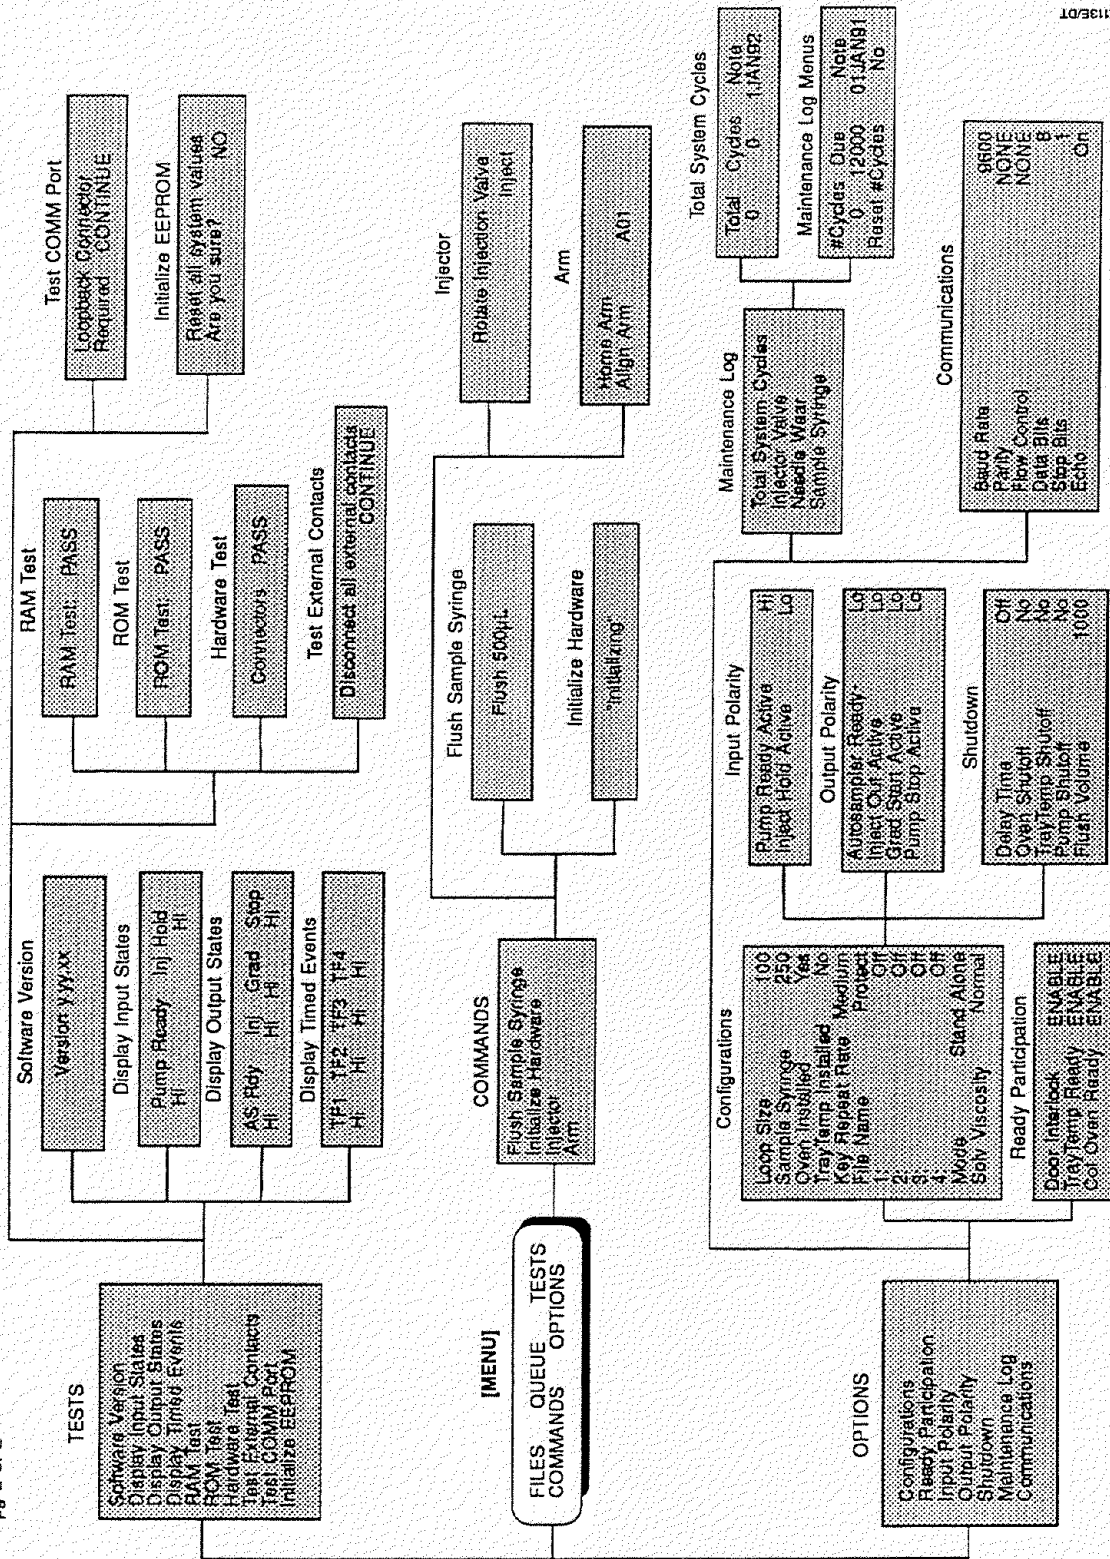 TESTS
Software Version
Display Input States
Display Output States
Display Timed Events
RAM Test
ROM Test
Hardware Test
Test External Contacts
Test COMM Port
Initialize EEPROM
Software Version
Version yyyxx
Display Input States
Pump Ready Inj Hold
HI HI
Display Output States
AS Rdy Inj Grad Stop
HI HI HI HI
Display Timed Events
TF1 TF2 TF3 TF4
HI HI HI HI
RAM Test
RAM Test: PASS
ROM Test
ROM Test: PASS
Hardware Test
Connectors PASS
Test External Contacts
Disconnect all external contacts
CONTINUE
Test COMM Port
Loopback Connector
Required CONTINUE
Initialize EEPROM
Reset all system values
Are you sure? NO
[MENU]
FILES QUEUE TESTS
COMMANDS OPTIONS
COMMANDS
Flush Sample Syringe
Initialize Hardware
Injector
Arm
Flush Sample Syringe
Flush 500µL
Initialize Hardware
"Initializing"
Injector
Rotate Injection Valve
Inject
Arm
Home Arm
Align Arm A01
OPTIONS
Configurations
Ready Participation
Input Polarity
Output Polarity
Shutdown
Maintenance Log
Communications
Configurations
Loop Size 100
Sample Syringe 250
Oven Installed Yes
TrayTemp Installed No
Key Repeat Rate Medium
File Name Protect
1: Off
2: Off
3: Off
4: Off
Mode Stand Alone
Solv Viscosity Normal
Ready Participation
Door Interlock ENABLE
TrayTemp Ready ENABLE
Col Oven Ready ENABLE
Input Polarity
Pump Ready Active Hi
Inject Hold Active Lo
Output Polarity
Autosampler Ready Lo
Inject Out Active Lo
Grad Start Active Lo
Pump Stop Active Lo
Shutdown
Delay Time Off
Oven Shutoff No
TrayTemp Shutoff No
Pump Shutoff No
Flush Volume 1000
Maintenance Log
Total System Cycles
Injector Valve
Needle Wear
Sample Syringe
Total System Cycles
Total Cycles Note
0 0 1JAN92
Maintenance Log Menus
#Cycles Due Note
0 12000 01JAN91
Reset #Cycles No
Communications
Baud Rate 9600
Parity NONE
Flow Control NONE
Data Bits 8
Stop Bits 1
Echo On
113E/DT